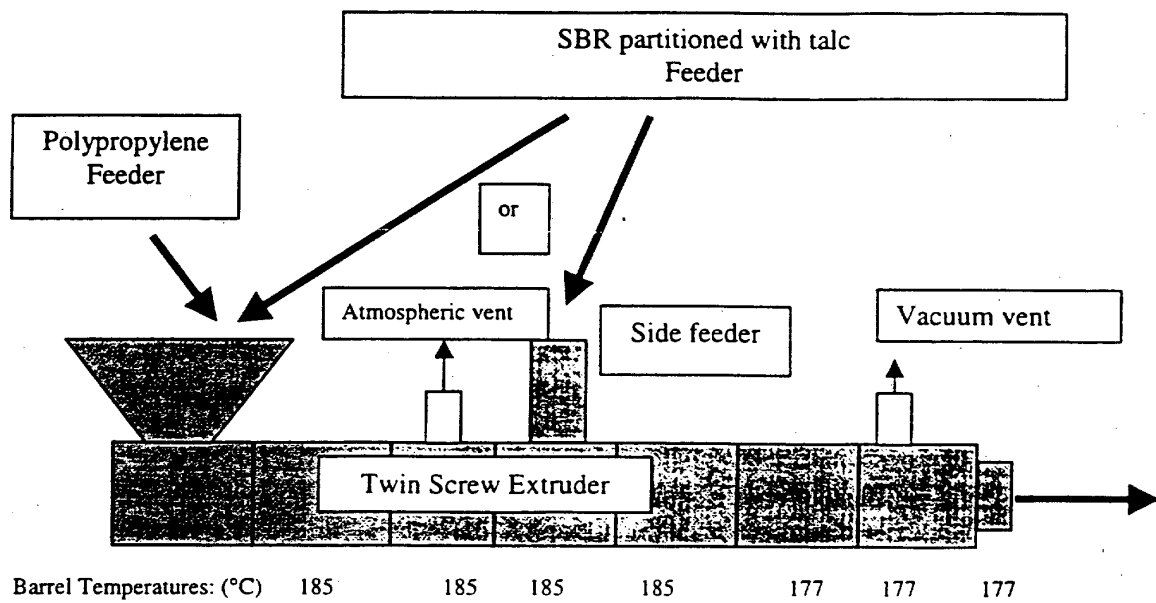 SBR partitioned with talc
Feeder
Polypropylene
Feeder
or
Atmospheric vent
Side feeder
Vacuum vent
Twin Screw Extruder
Barrel Temperatures: (°C) 185 185 185 185 177 177 177